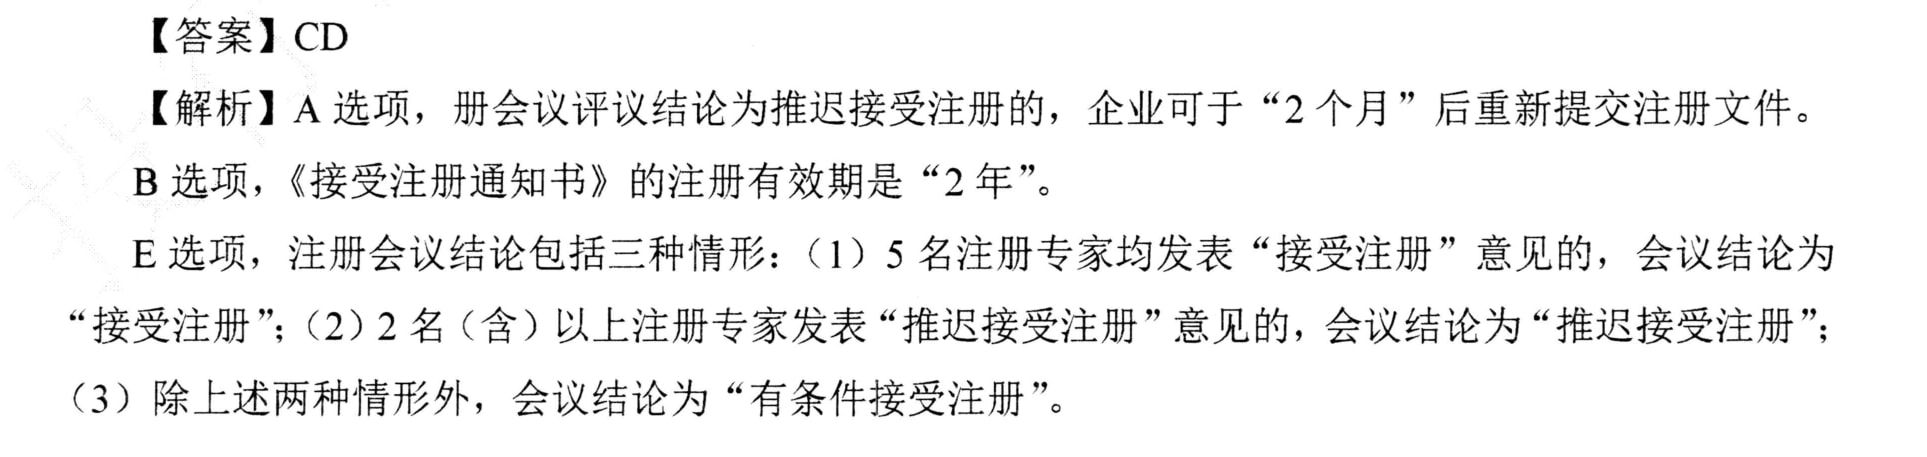 【答案】CD
【解析】A 选项，册会议评议结论为推迟接受注册的，企业可于“2 个月”后重新提交注册文件。
B 选项，《接受注册通知书》的注册有效期是“2 年”。
E 选项，注册会议结论包括三种情形：（1）5 名注册专家均发表“接受注册”意见的，会议结论为
“接受注册”；（2）2 名（含）以上注册专家发表“推迟接受注册”意见的，会议结论为“推迟接受注册”；
（3）除上述两种情形外，会议结论为“有条件接受注册”。